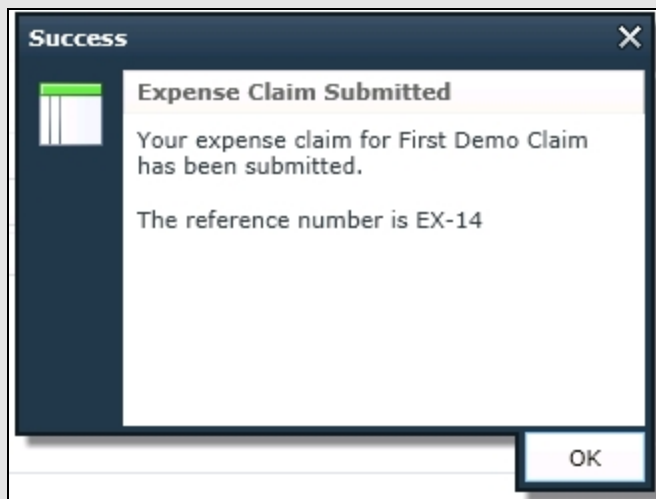 Success
Expense Claim Submitted
Your expense claim for First Demo Claim
has been submitted.
The reference number is EX-14
OK